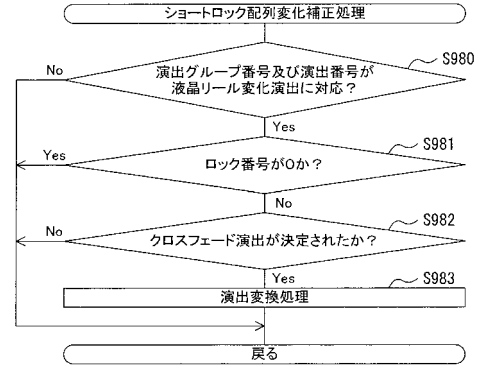 ショートロック配列変化補正処理
S980
演出グループ番号及び演出番号が
液晶リール変化演出に対応？
No
Yes
S981
ロック番号が0か？
Yes
No
S982
クロスフェード演出が決定されたか？
No
Yes
S983
演出変換処理
戻る